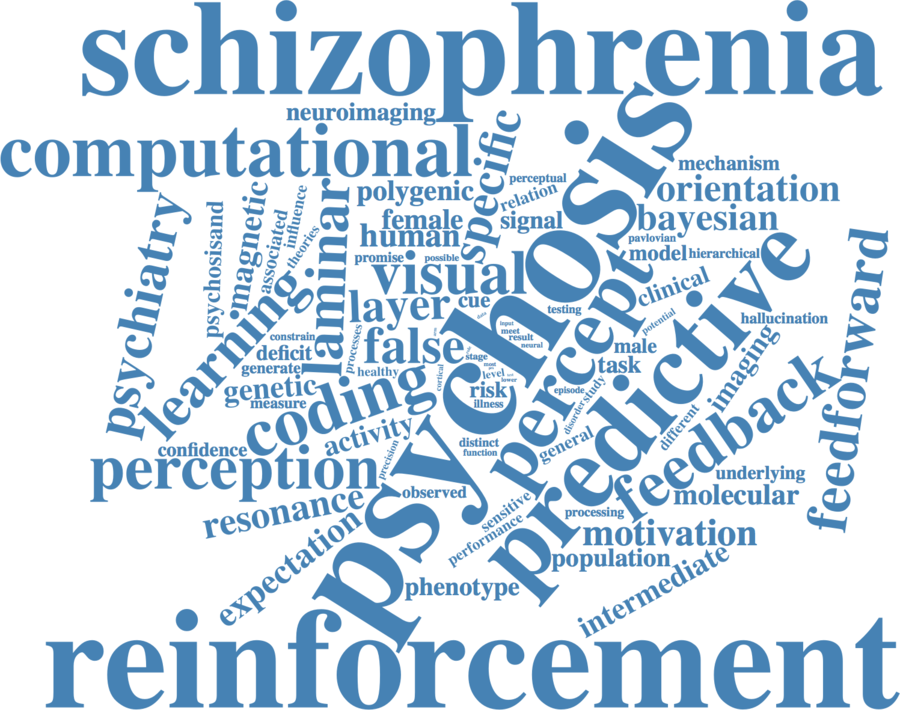 schizophrenia
neuroimaging
computational
specific
psychosis
mechanism
perceptual
relation
polygenic
orientation
psychiatry
psychosisand
magnetic
associated
influence
theories
laminar
female
signal
bayesian
human
pavlovian
promise
possible
model
hierarchical
visual
percept
predictive
feedforward
clinical
learning
layer
cue
data
testing
potential
hallucination
constrain
processes
false
input
meet
result
neural
male
deficit
generate
healthy
stage
level
lower
task
imaging
genetic
measure
cortical
risk
illness
episode
study
disorder
feedback
coding
activity
confidence
perception
precision
distinct
function
general
different
underlying
molecular
resonance
observed
sensitive
processing
performance
motivation
expectation
population
phenotype
intermediate
reinforcement